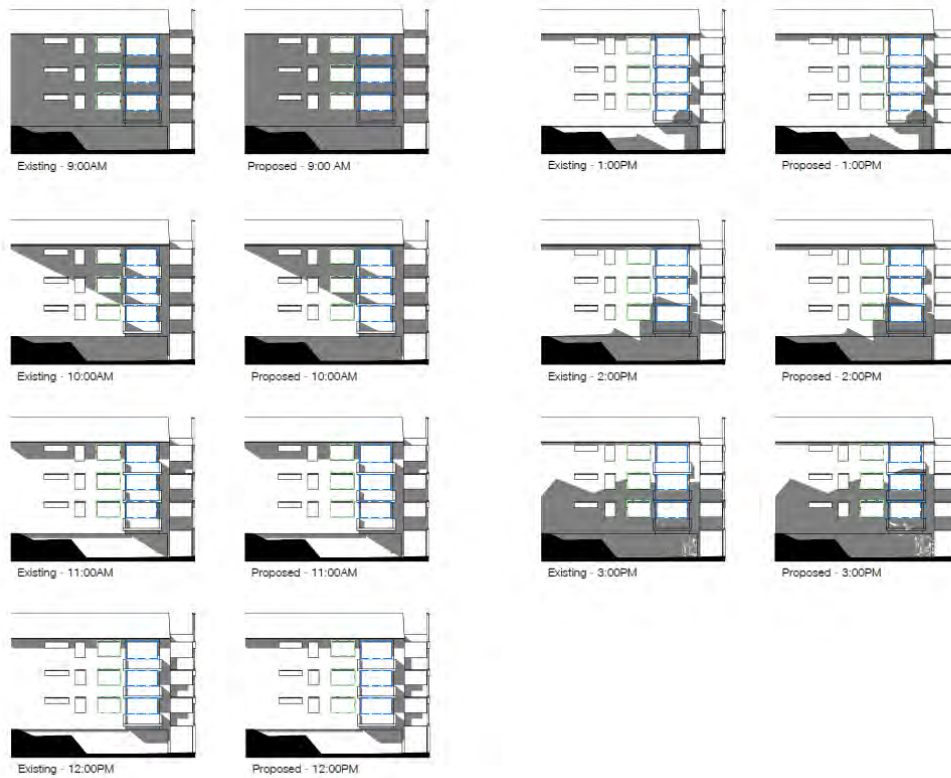 Existing - 9:00AM
Proposed - 9:00 AM
Existing - 1:00PM
Proposed - 1:00PM
Existing - 10:00AM
Proposed - 10:00AM
Existing - 2:00PM
Proposed - 2:00PM
Existing - 11:00AM
Proposed - 11:00AM
Existing - 3:00PM
Proposed - 3:00PM
Existing - 12:00PM
Proposed - 12:00PM